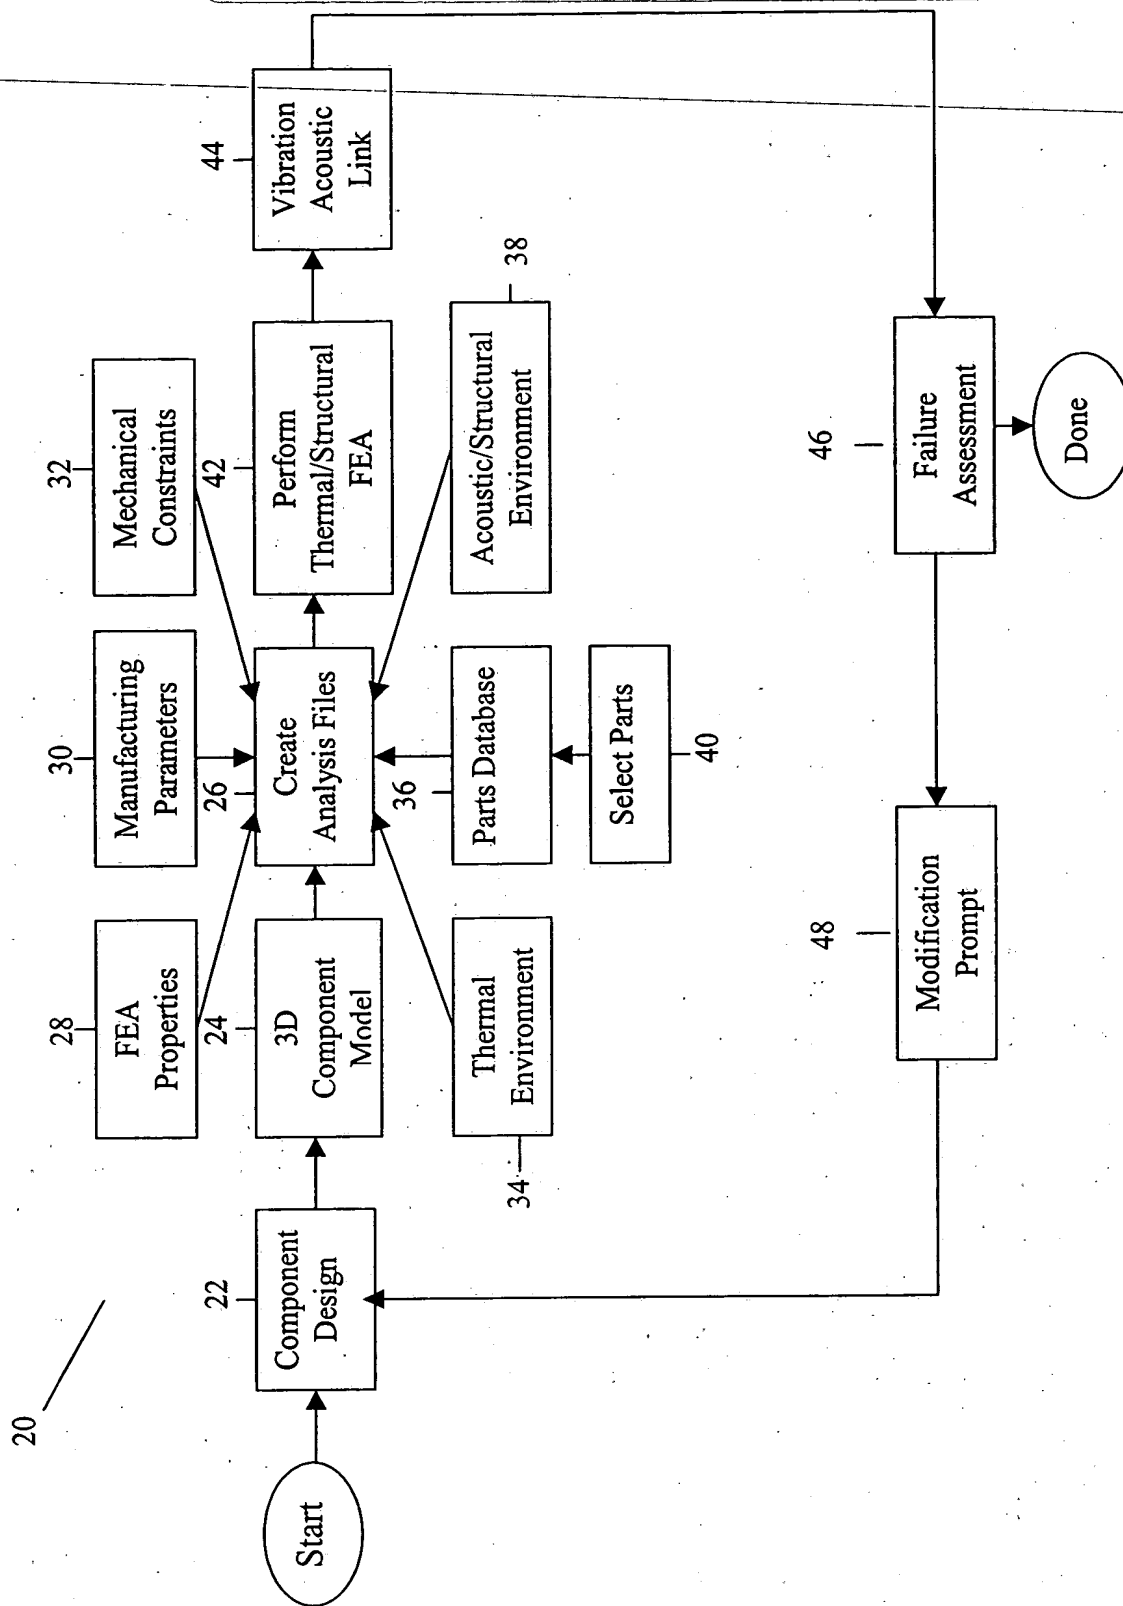 20
Start
22
Component
Design
28
FEA
Properties
30
Manufacturing
Parameters
32
Mechanical
Constraints
24
3D
Component
Model
26
Create
Analysis Files
42
Perform
Thermal/Structural
FEA
44
Vibration
Acoustic
Link
34
Thermal
Environment
36
Parts Database
38
Acoustic/Structural
Environment
Select Parts
40
48
Modification
Prompt
46
Failure
Assessment
Done